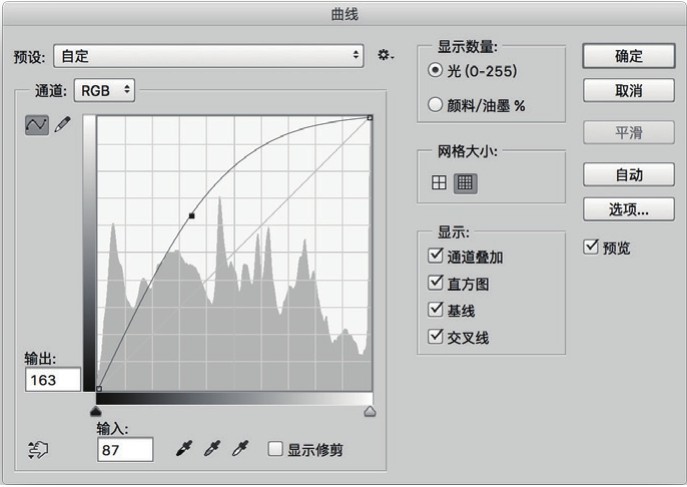 曲线
预设: 自定
通道: RGB
输出:
163
输入:
87
显示修剪
显示数量:
光 (0-255)
颜料/油墨 %
网格大小:
显示:
通道叠加
直方图
基线
交叉线
确定
取消
平滑
自动
选项...
预览